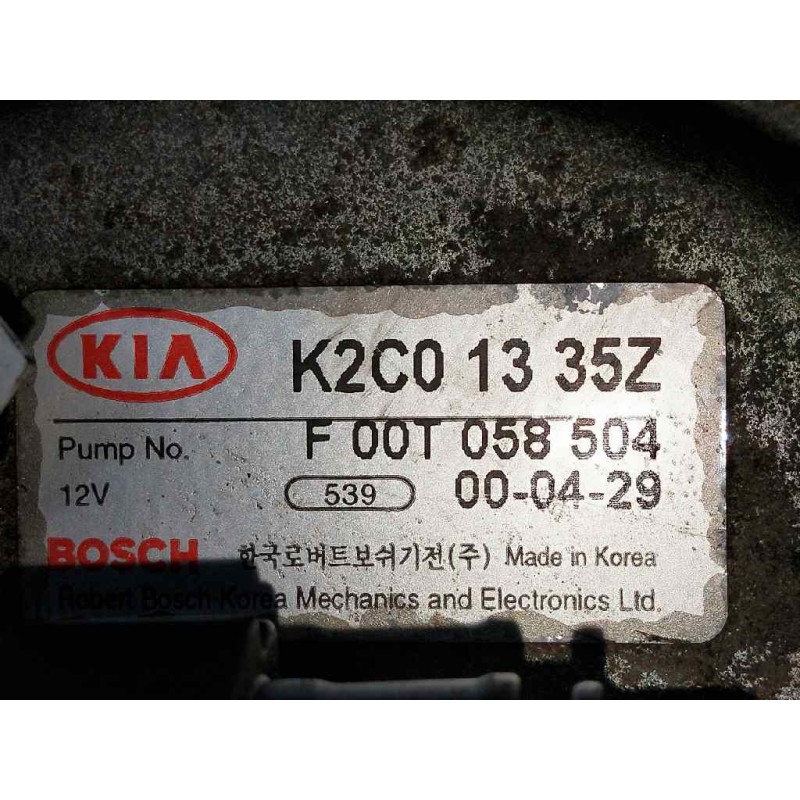 KIA K2C0 13 35Z
Pump No. F 00T 058 504
12V 539 00-04-29
BOSCH 한국로버트보쉬기전(주) Made in Korea
Robert Bosch Korea Mechanics and Electronics Ltd.